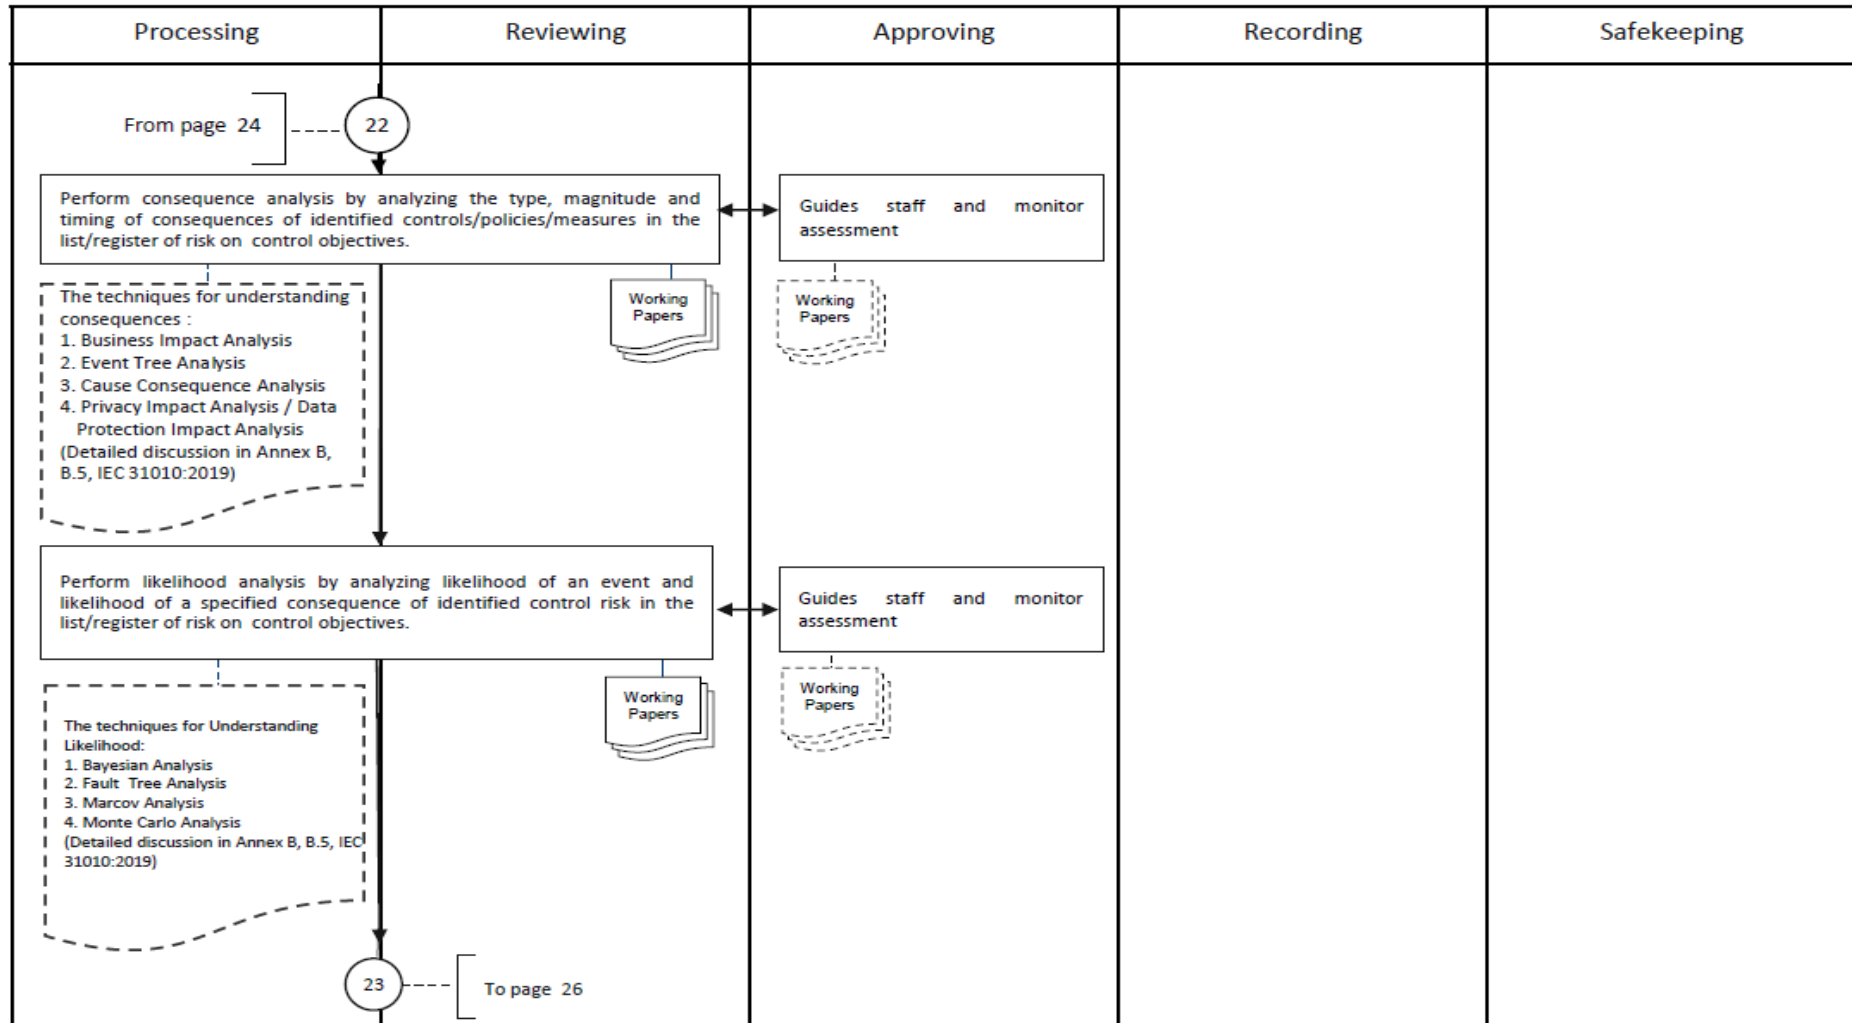 Processing
Reviewing
Approving
Recording
Safekeeping
From page 24
22
Perform consequence analysis by analyzing the type, magnitude and
timing of consequences of identified controls/policies/measures in the
list/register of risk on control objectives.
Guides staff and monitor
assessment
The techniques for understanding
consequences :
1. Business Impact Analysis
2. Event Tree Analysis
3. Cause Consequence Analysis
4. Privacy Impact Analysis / Data
Protection Impact Analysis
(Detailed discussion in Annex B,
B.5, IEC 31010:2019)
Working
Papers
Working
Papers
Perform likelihood analysis by analyzing likelihood of an event and
likelihood of a specified consequence of identified control risk in the
list/register of risk on control objectives.
Guides staff and monitor
assessment
The techniques for Understanding
Likelihood:
1. Bayesian Analysis
2. Fault Tree Analysis
3. Marcov Analysis
4. Monte Carlo Analysis
(Detailed discussion in Annex B, B.5, IEC
31010:2019)
Working
Papers
Working
Papers
23
To page 26